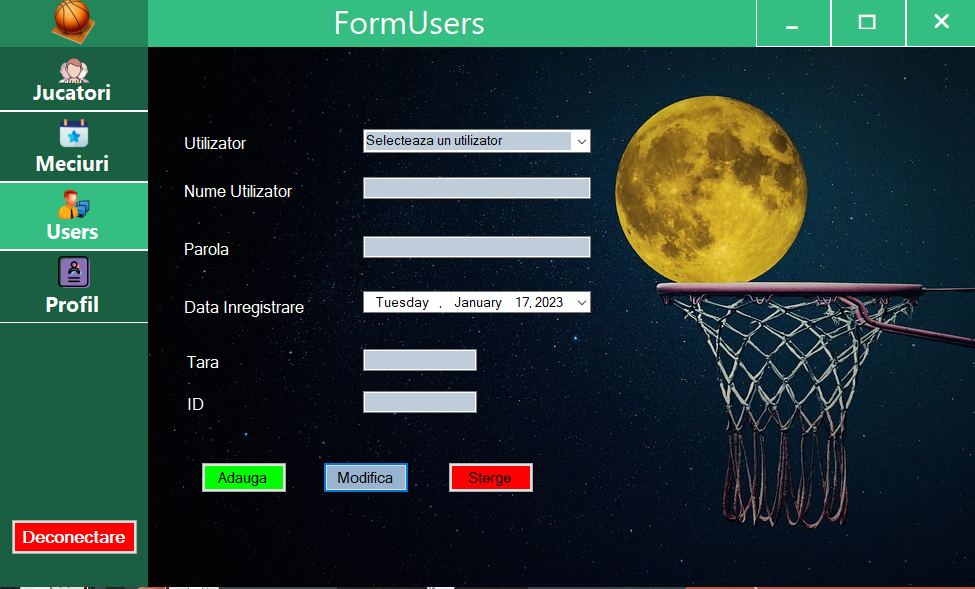 FormUsers
Jucatori
Meciuri
Users
Profil
Deconectare
Utilizator
Selecteaza un utilizator
Nume Utilizator
Parola
Data Inregistrare
Tuesday , January 17, 2023
Tara
ID
Adauga
Modifica
Sterge